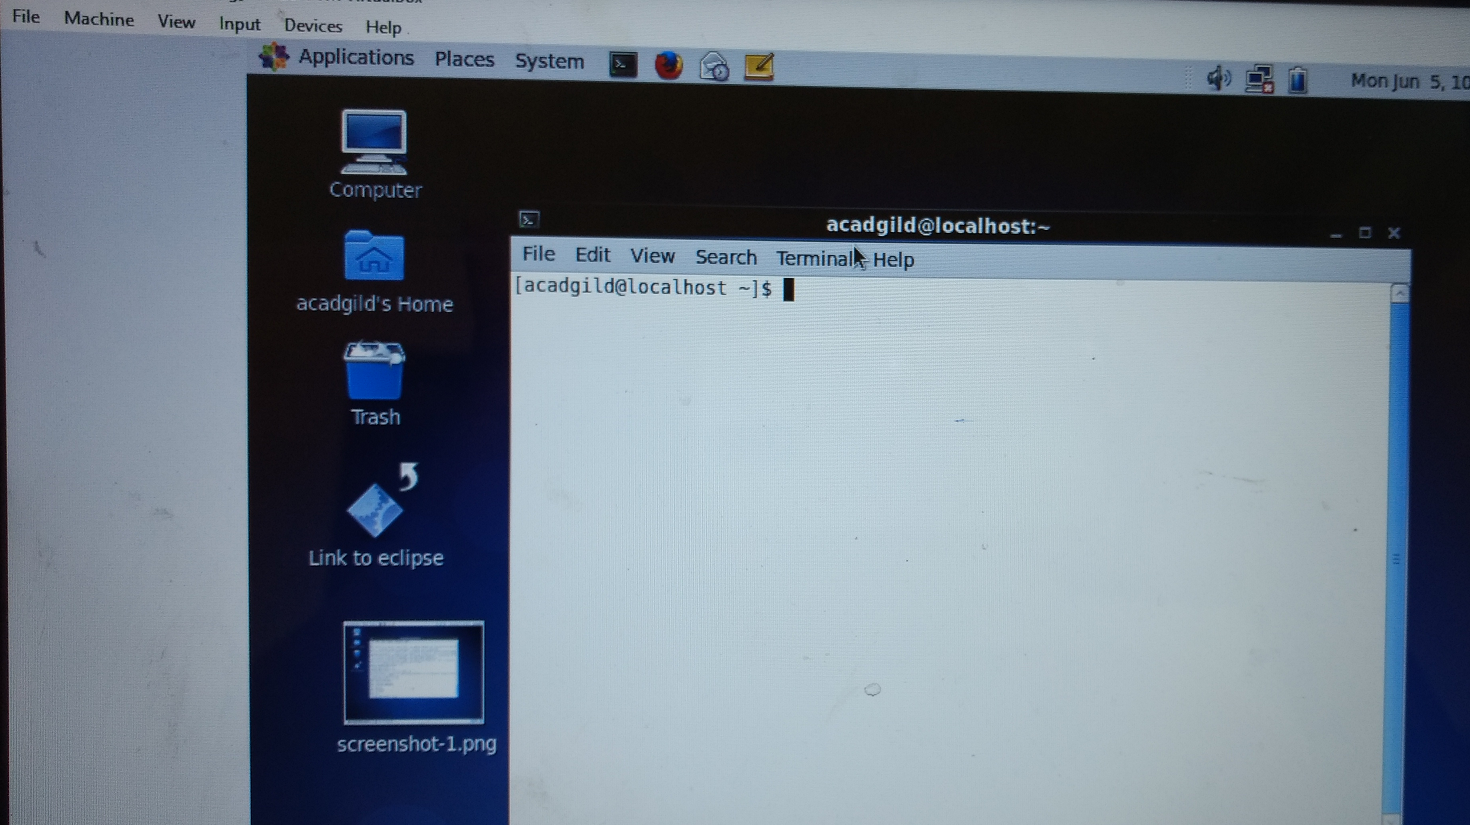 File Machine View Input Devices Help
Applications Places System
Mon Jun 5, 10
Computer
acadgild@localhost:~
File Edit View Search Terminal Help
[acadgild@localhost ~]$
acadgild's Home
Trash
Link to eclipse
screenshot-1.png